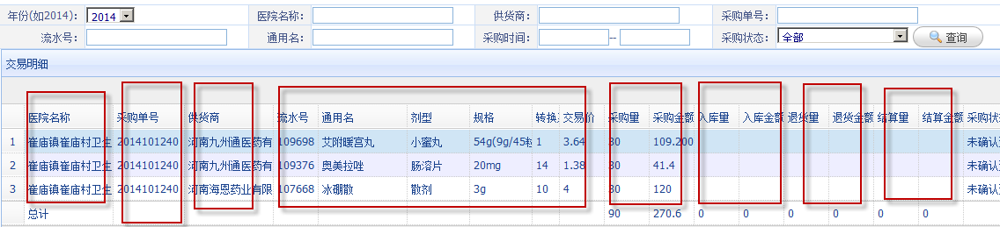 年份(如2014): 2014 医院名称: 供货商: 采购单号:
流水号: 通用名: 采购时间: -- 采购状态: 全部 查询
交易明细
医院名称 采购单号 供货商 流水号 通用名 剂型 规格 转换 交易价 采购量 采购金额 入库量 入库金额 退货量 退货金额 结算量 结算金额 采购状
1 崔庙镇崔庙村卫生 2014101240 河南九州通医药有 109698 艾附暖宫丸 小蜜丸 54g(9g/45粒 1 3.64 30 109.200 未确认
2 崔庙镇崔庙村卫生 2014101240 河南九州通医药有 109376 奥美拉唑 肠溶片 20mg 14 1.38 30 41.4 未确认
3 崔庙镇崔庙村卫生 2014101240 河南海恩药业有限 107668 冰硼散 散剂 3g 10 4 30 120 未确认
总计 90 270.6 0 0 0 0 0 0